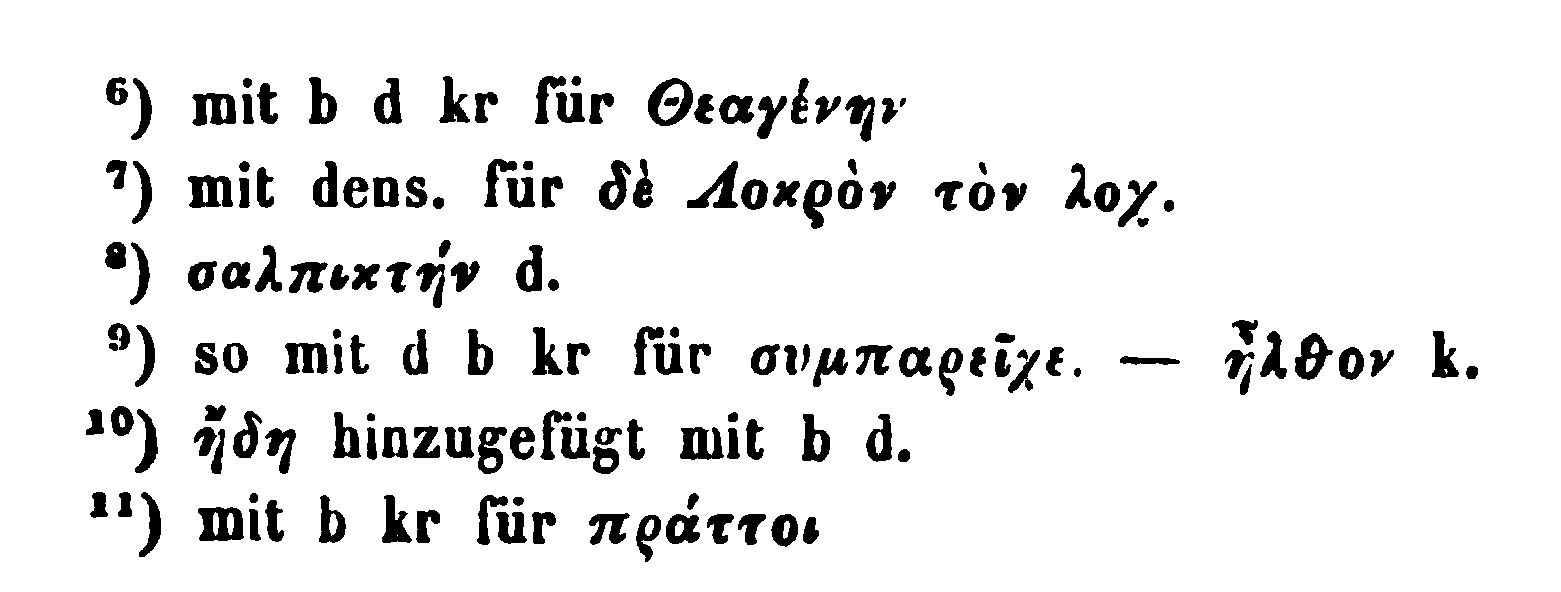 ⁶) mit b d kr für Θεαγένην
⁷) mit dens. für δὲ Λοκρὸν τὸν λοχ.
⁸) σαλπικτήν d.
⁹) so mit d b kr für συμπαρεῖχε. — ἦλθον k.
¹⁰) ἤδη hinzugefügt mit b d.
¹¹) mit b kr für πράττοι